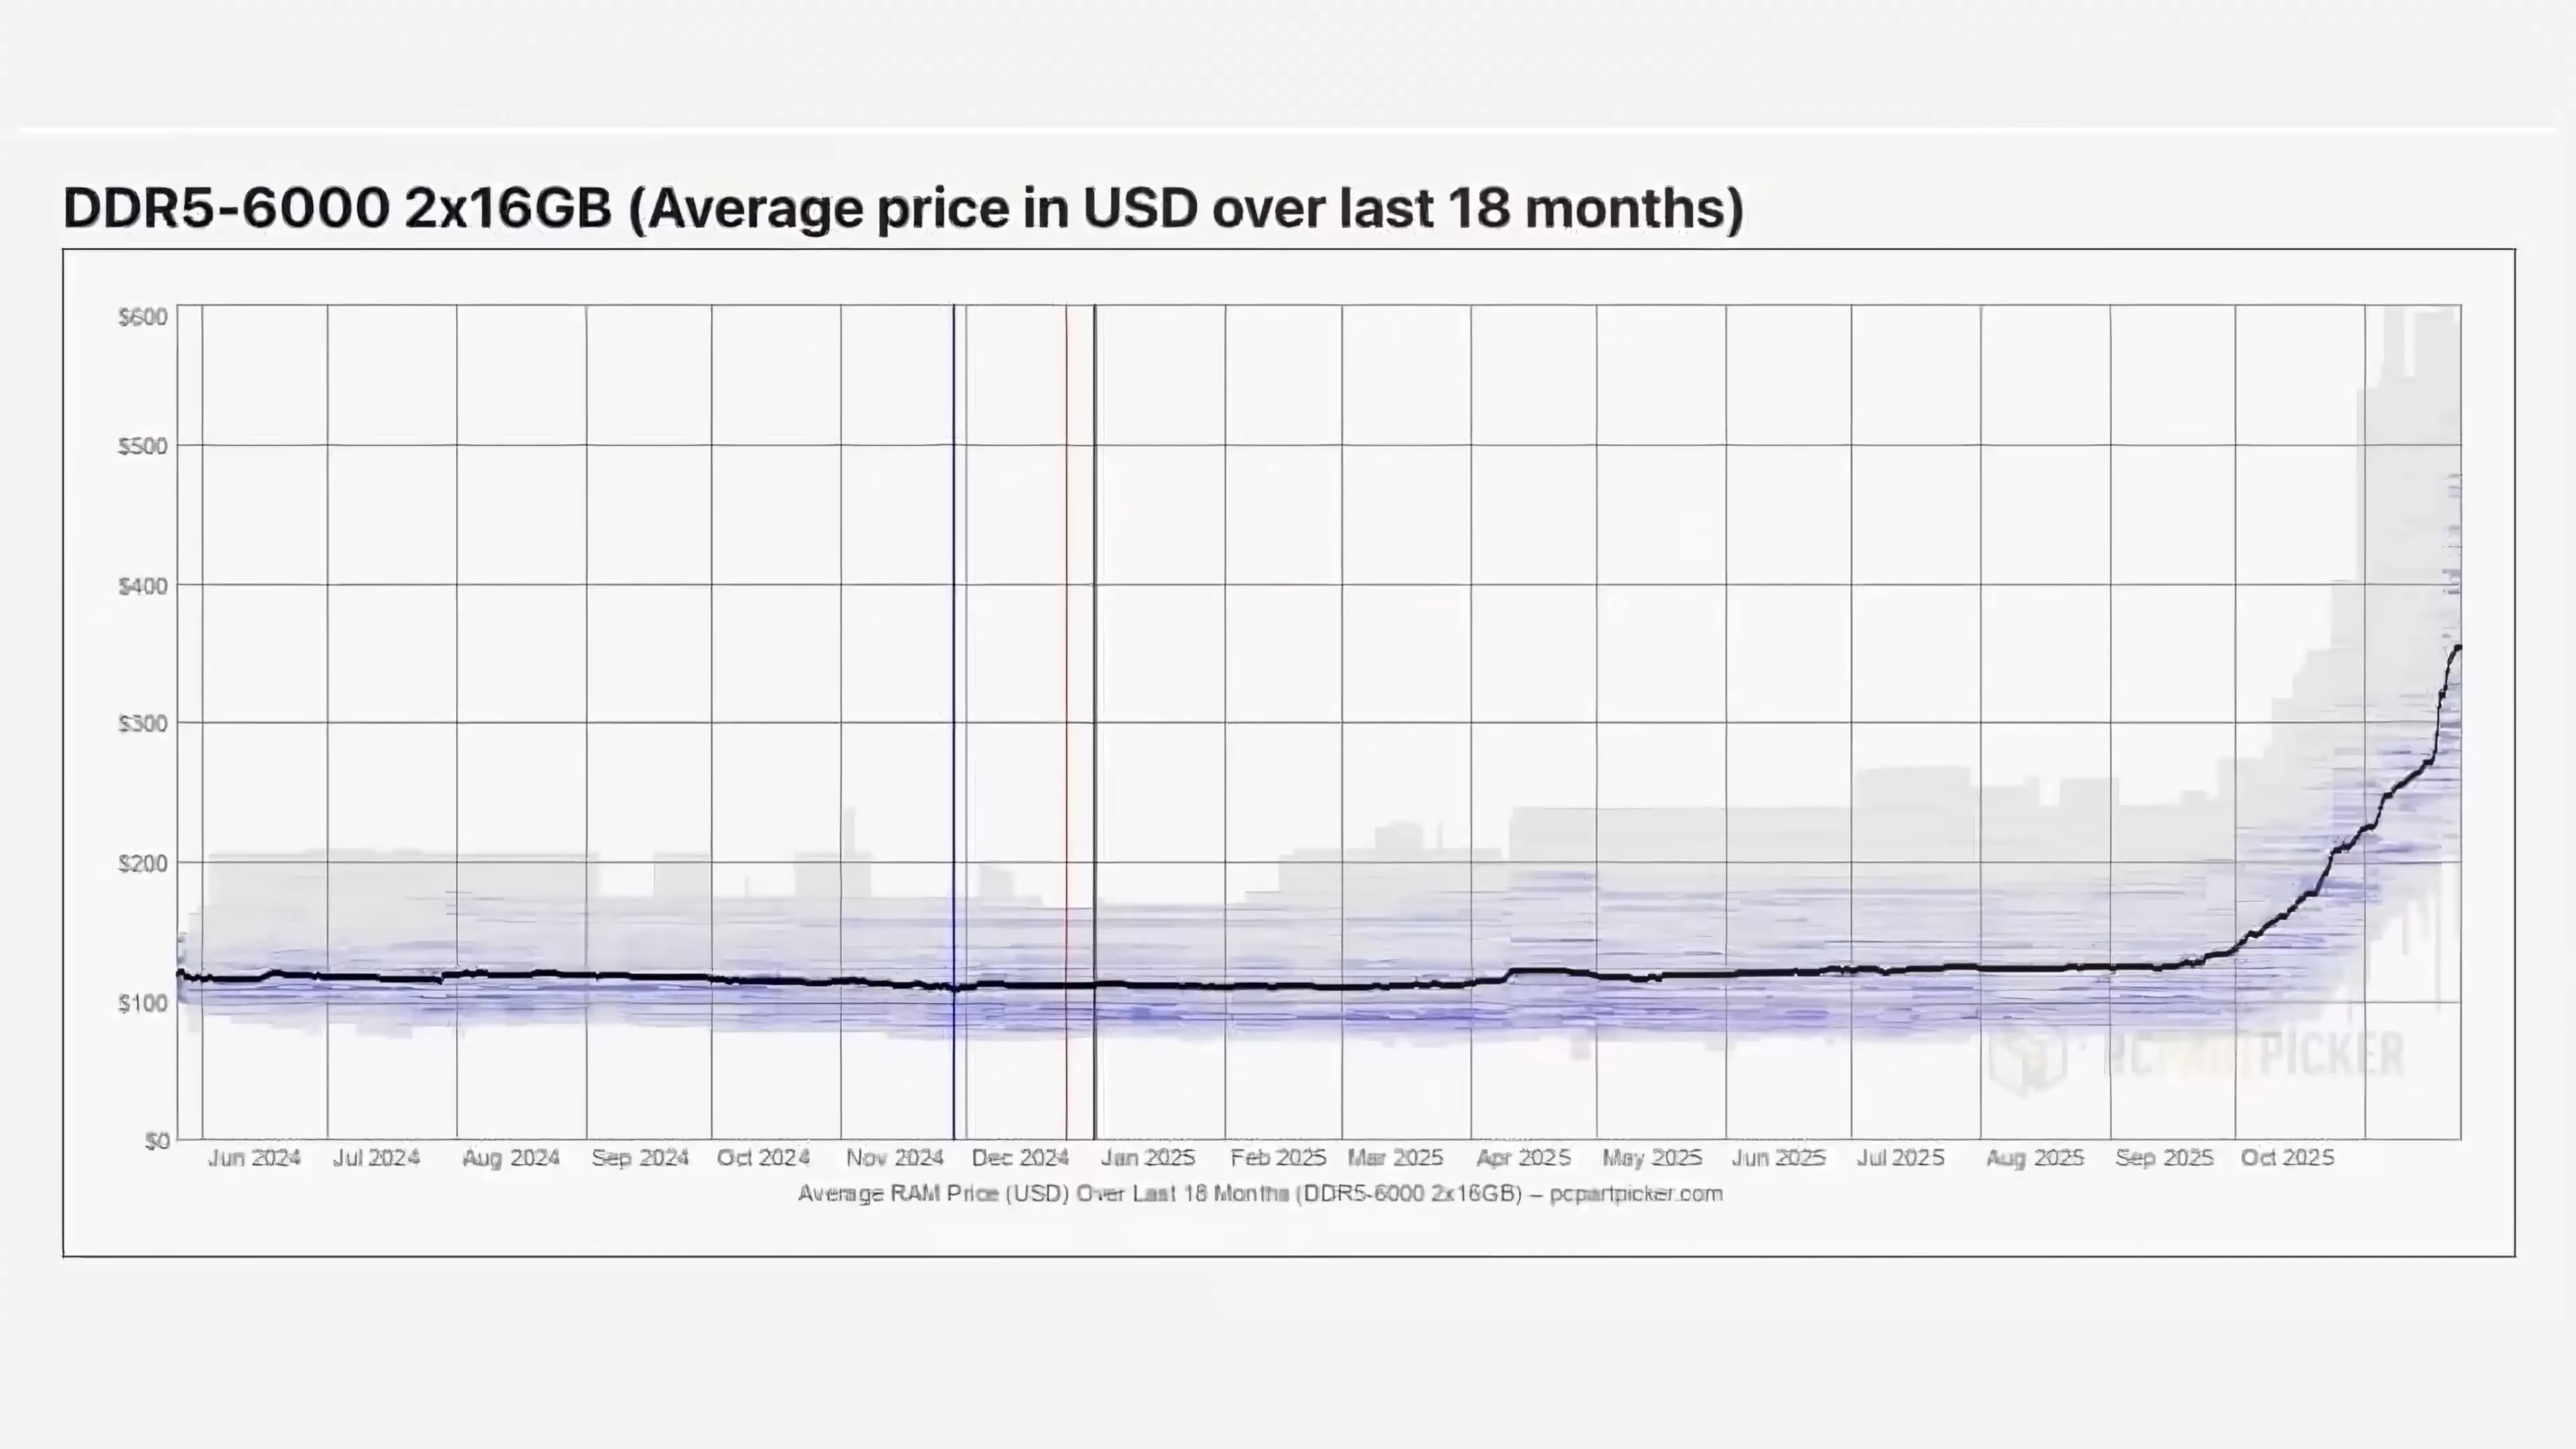 DDR5-6000 2x16GB (Average price in USD over last 18 months)
$600
$500
$400
$300
$200
$100
$0
PCPARTPICKER
Jun 2024 Jul 2024 Aug 2024 Sep 2024 Oct 2024 Nov 2024 Dec 2024 Jan 2025 Feb 2025 Mar 2025 Apr 2025 May 2025 Jun 2025 Jul 2025 Aug 2025 Sep 2025 Oct 2025
Average RAM Price (USD) Over Last 18 Months (DDR5-6000 2x16GB) – pcpartpicker.com